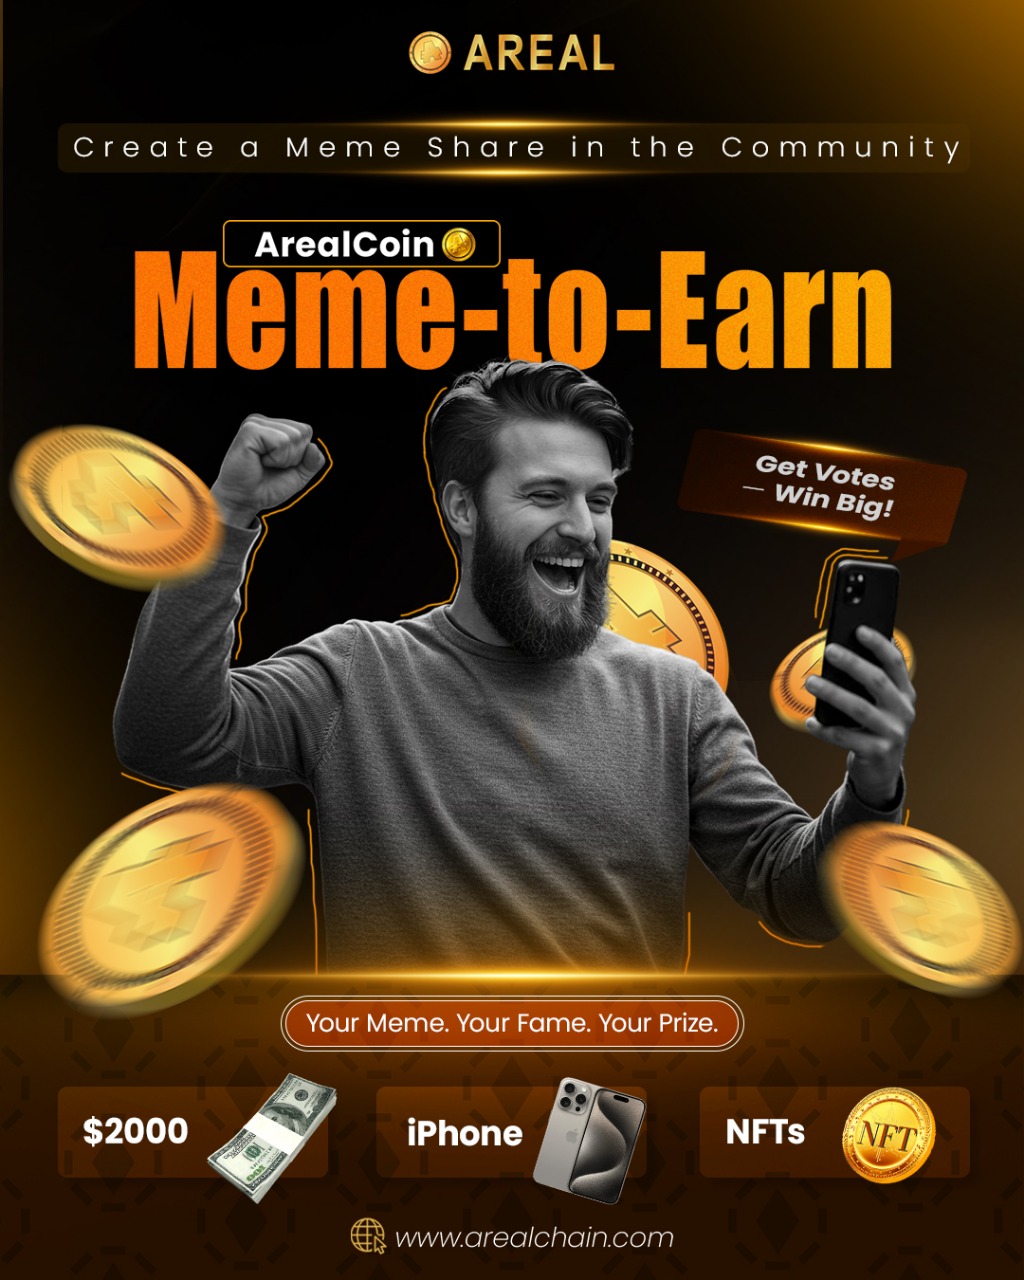 AREAL
Create a Meme Share in the Community
ArealCoin
Meme-to-Earn
Get Votes
— Win Big!
Your Meme. Your Fame. Your Prize.
$2000
iPhone
NFTs
NFT
www.arealchain.com